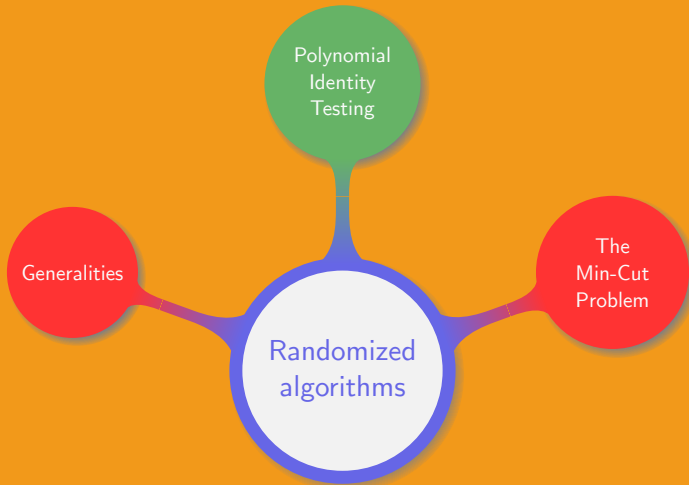 Polynomial
Identity
Testing
Generalities
The
Min-Cut
Problem
Randomized
algorithms